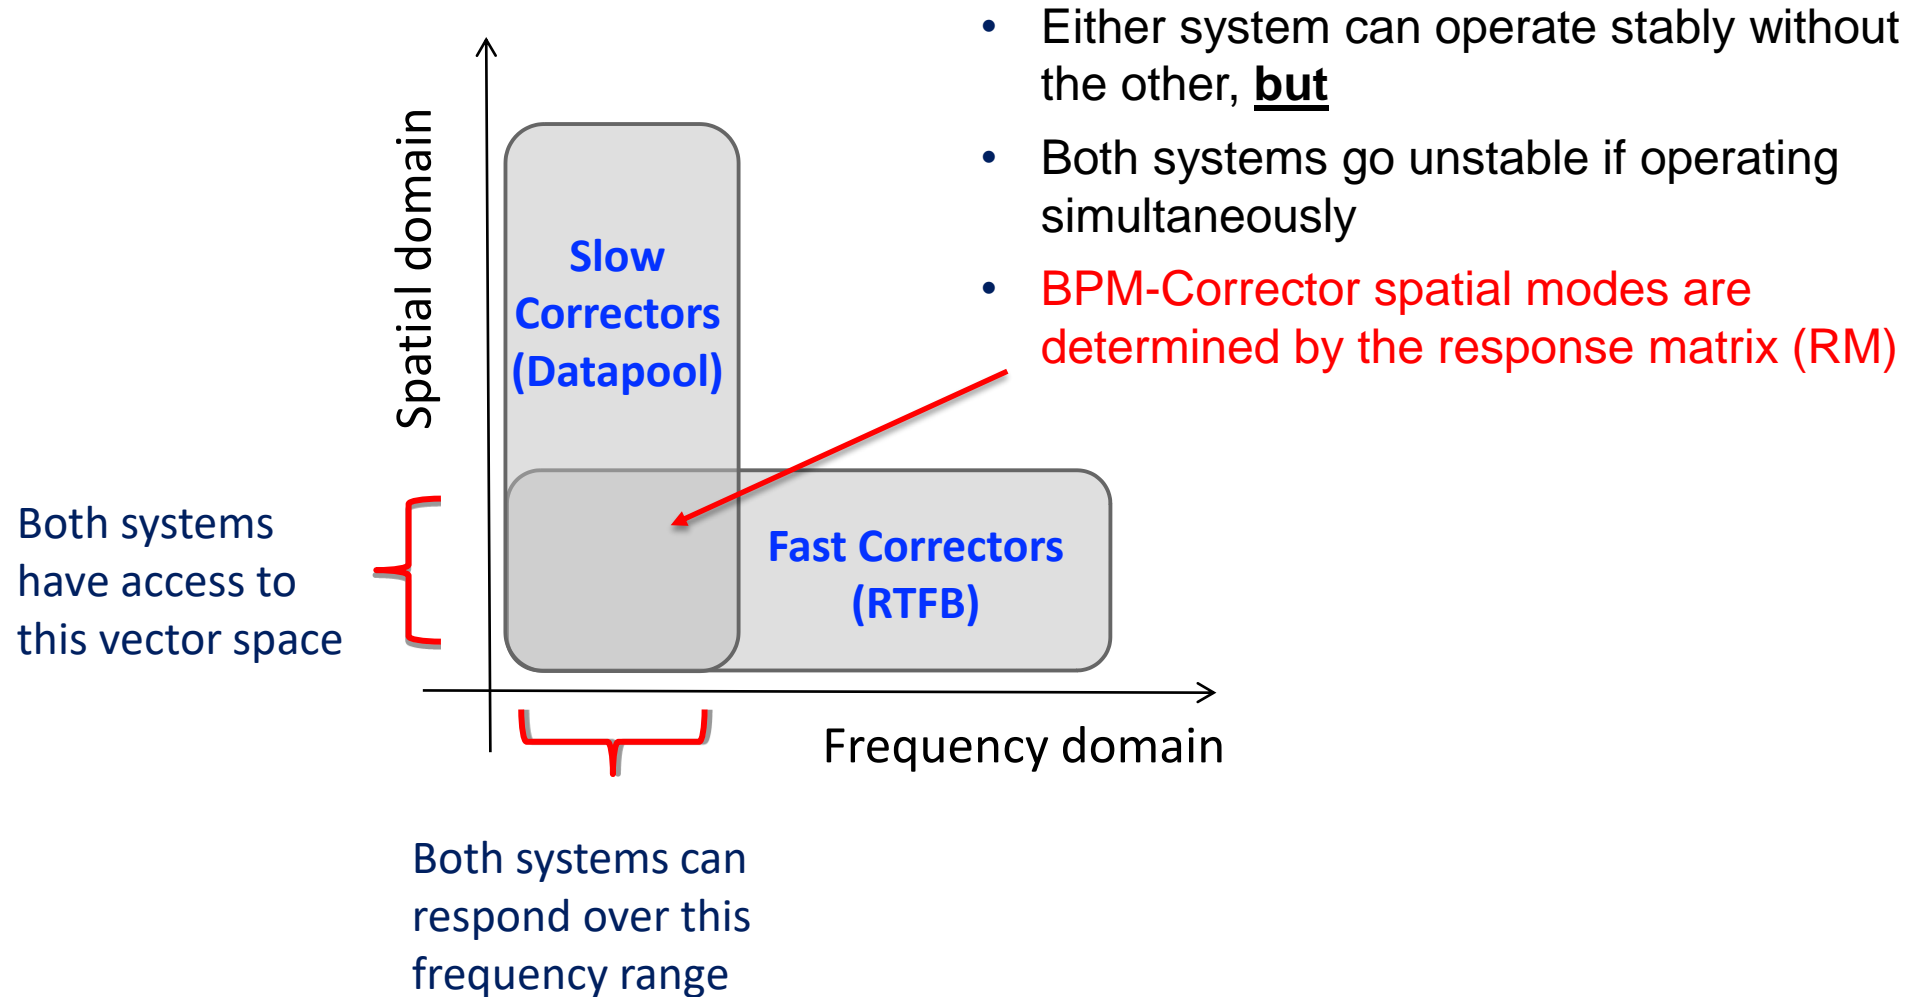 • Either system can operate stably without
the other, but
• Both systems go unstable if operating
simultaneously
• BPM-Corrector spatial modes are
determined by the response matrix (RM)
Spatial domain
Slow
Correctors
(Datapool)
Fast Correctors
(RTFB)
Both systems
have access to
this vector space
Frequency domain
Both systems can
respond over this
frequency range